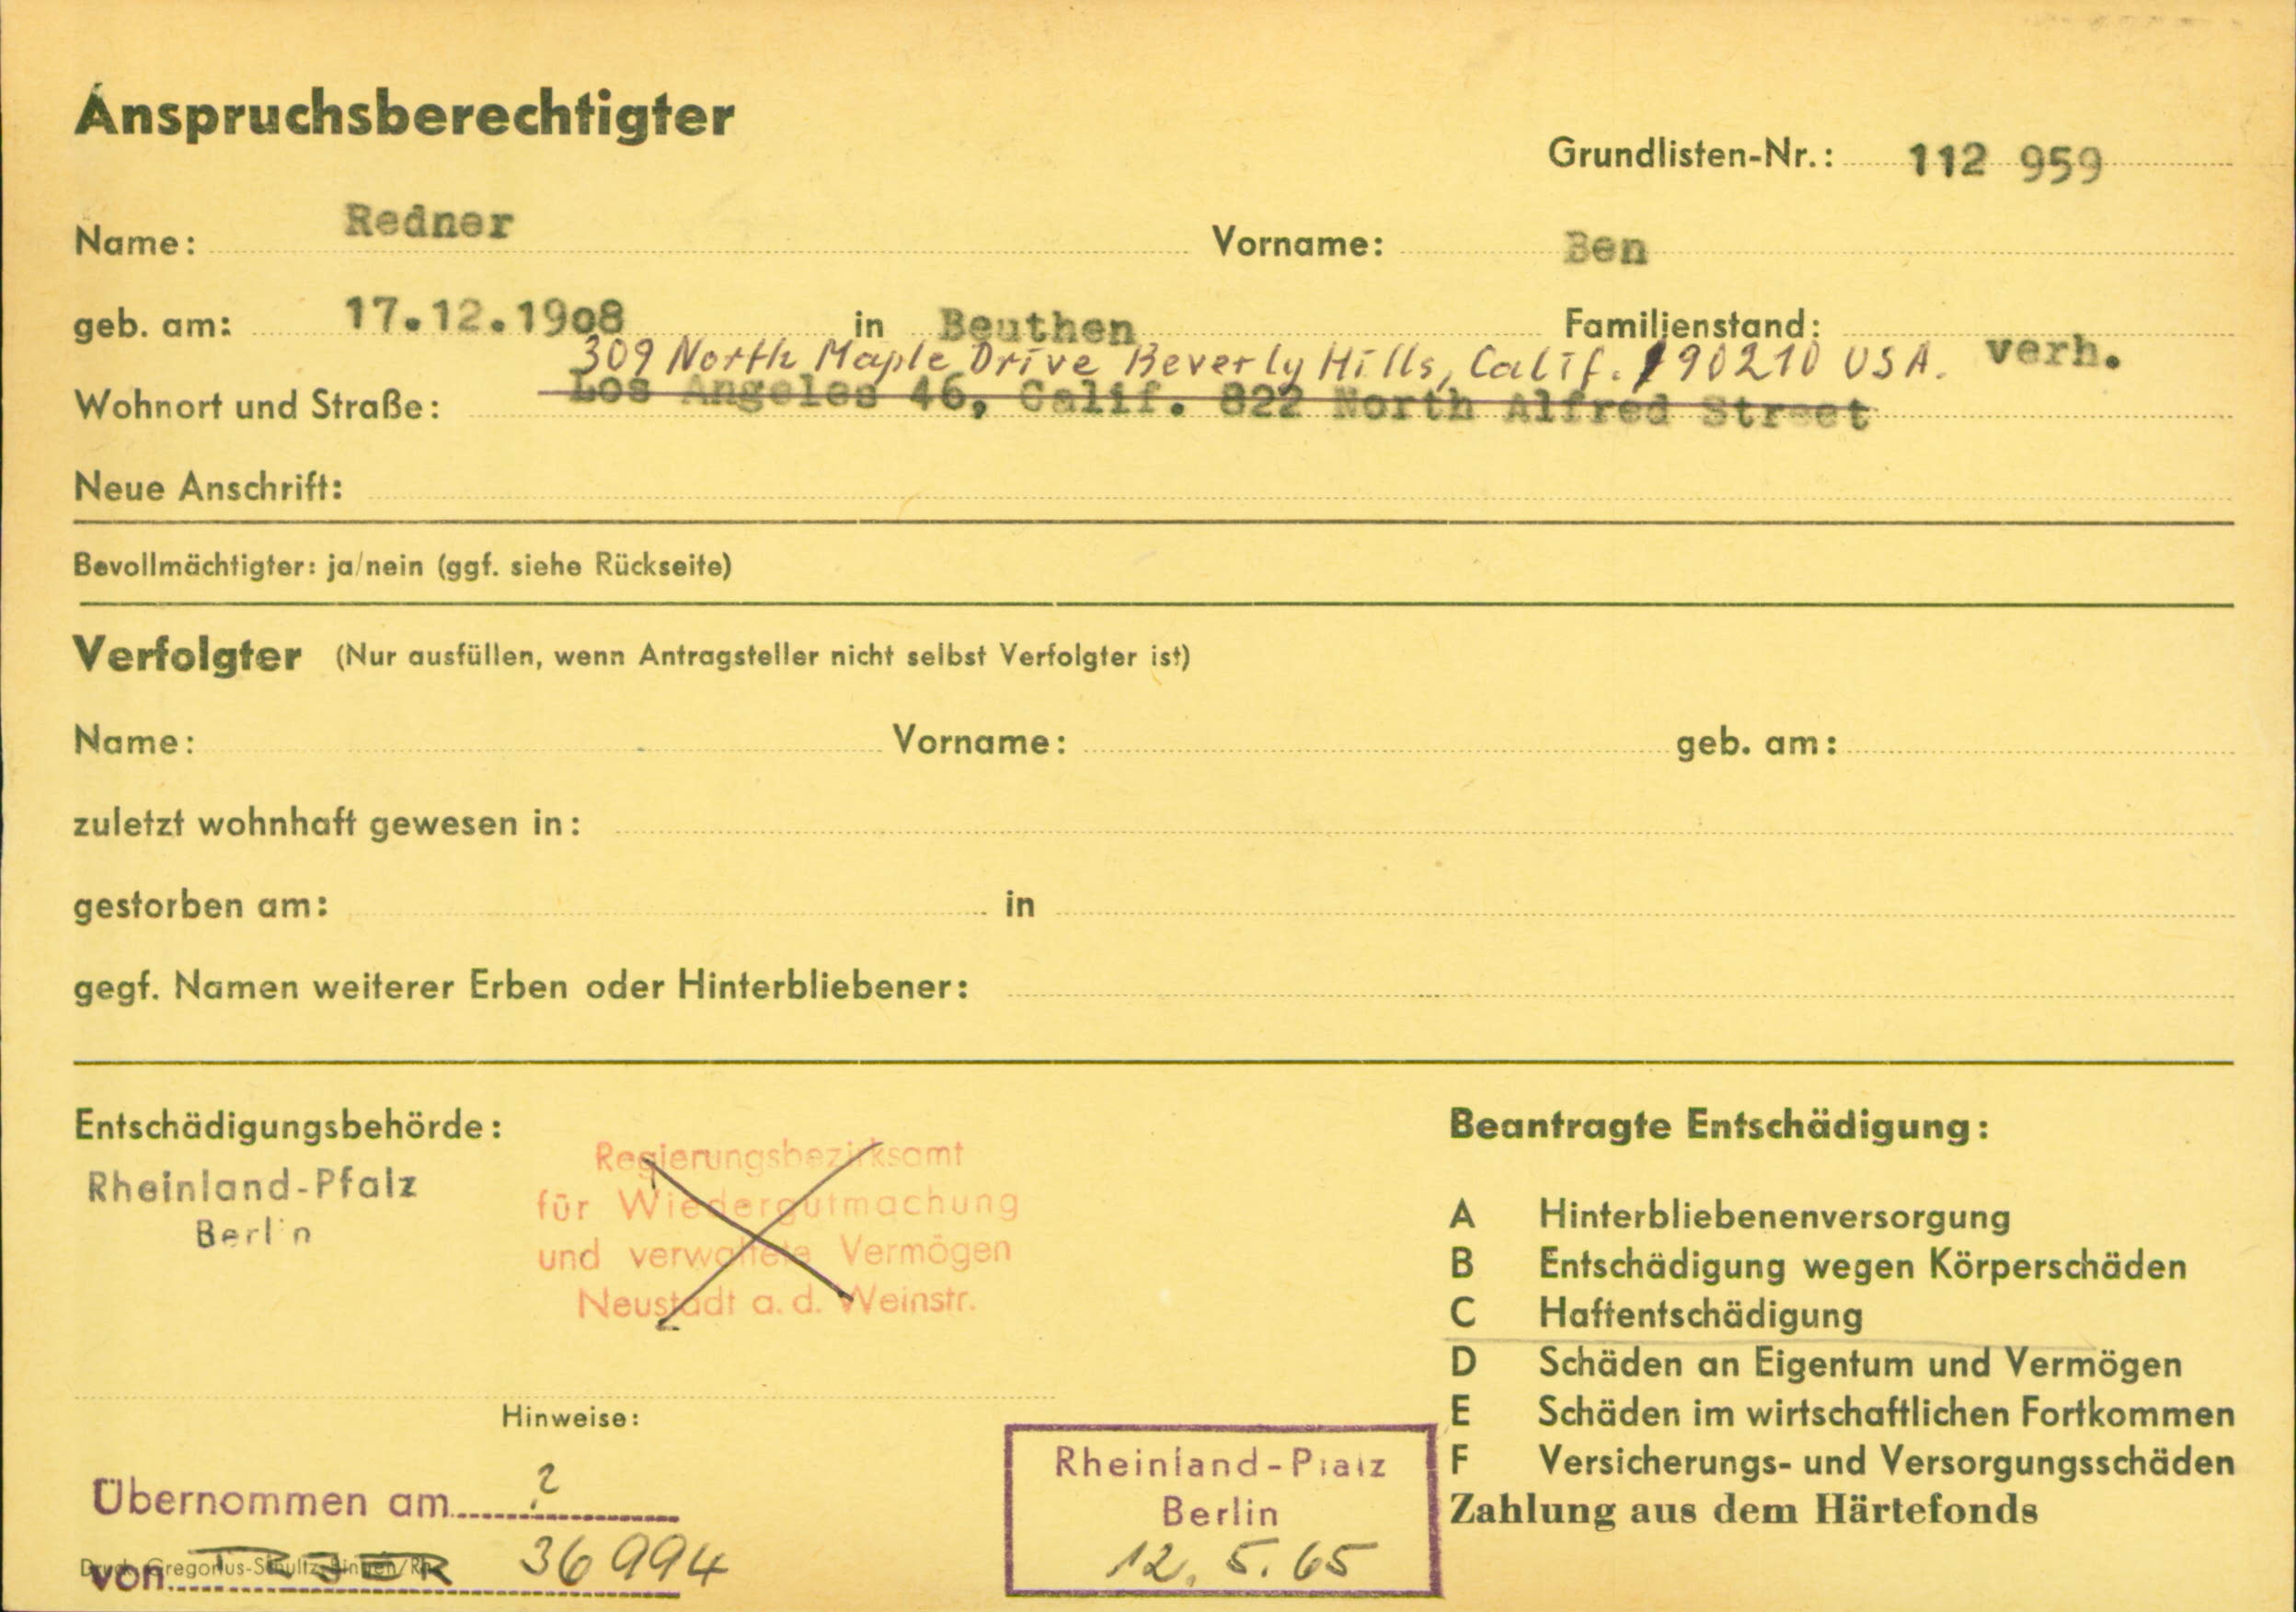 Anspruchsberechtigter
Grundlisten-Nr.: 112 959
Name: Redner Vorname: Ben
geb. am: 17.12.1908 in Beuthen Familienstand: verh.
309 North Maple Drive Beverly Hills, Calif. 90210 USA.
Wohnort und Straße: Los Angeles 46, Calif. 822 North Alfred Street
Neue Anschrift:
Bevollmächtigter: ja/nein (ggf. siehe Rückseite)
Verfolgter (Nur ausfüllen, wenn Antragsteller nicht selbst Verfolgter ist)
Name: Vorname: geb. am:
zuletzt wohnhaft gewesen in:
gestorben am: in
gegf. Namen weiterer Erben oder Hinterbliebener:
Entschädigungsbehörde:
Rheinland-Pfalz
Berlin
Regierungsbezirksamt
für Wiedergutmachung
und verwaltete Vermögen
Neustadt a. d. Weinstr.
Beantragte Entschädigung:
A Hinterbliebenenversorgung
B Entschädigung wegen Körperschäden
C Haftentschädigung
D Schäden an Eigentum und Vermögen
E Schäden im wirtschaftlichen Fortkommen
F Versicherungs- und Versorgungsschäden
Zahlung aus dem Härtefonds
Hinweise:
Übernommen am ?
von 36 994
Druck: Gregorius-Schultz, Bingen/Rh.
Rheinland-Pfalz
Berlin
12. 5. 65